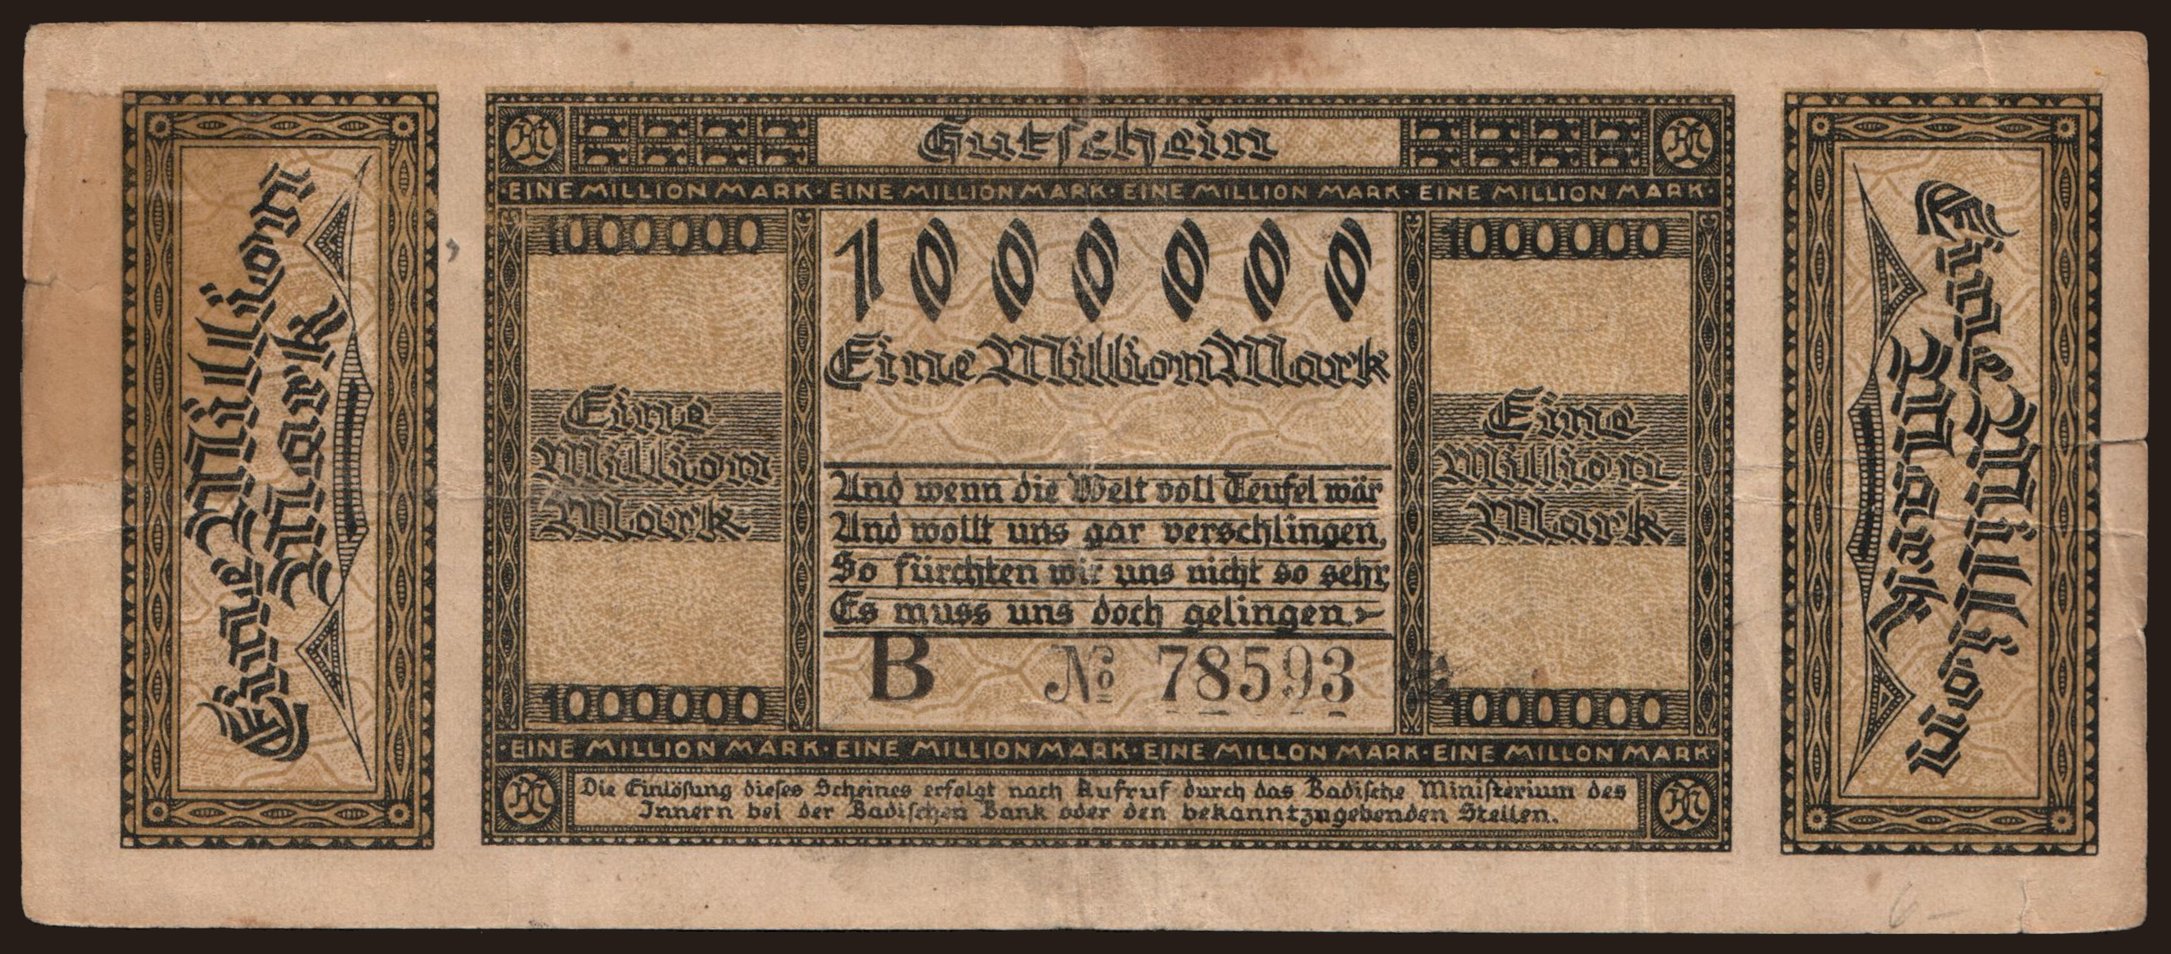 Eine Million
Mark
Gutschein
·EINE MILLION MARK·EINE MILLION MARK·EINE MILLION MARK·EINE MILLION MARK·
1000000
1000000
1000000
Eine Million Mark
Eine
Million
Mark
Eine
Million
Mark
Und wenn die Welt voll Teufel wär
Und wollt uns gar verschlingen,
So fürchten wir uns nicht so sehr,
Es muss uns doch gelingen.
B № 78593
1000000
1000000
·EINE MILLION MARK·EINE MILLION MARK·EINE MILLON MARK·EINE MILLON MARK·
Die Einlösung dieses Scheines erfolgt nach Aufruf durch das Badische Ministerium des
Innern bei der Badischen Bank oder den bekanntzugebenden Stellen.
Eine Million
Mark
6-